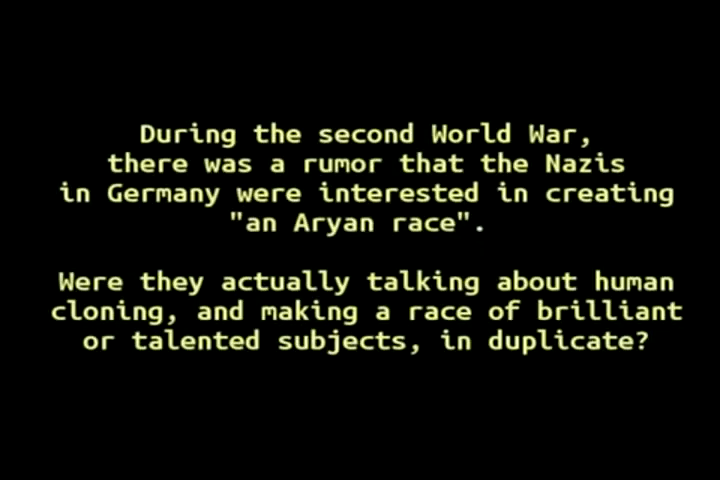 During the second World War,
there was a rumor that the Nazis
in Germany were interested in creating
"an Aryan race".
Were they actually talking about human
cloning, and making a race of brilliant
or talented subjects, in duplicate?